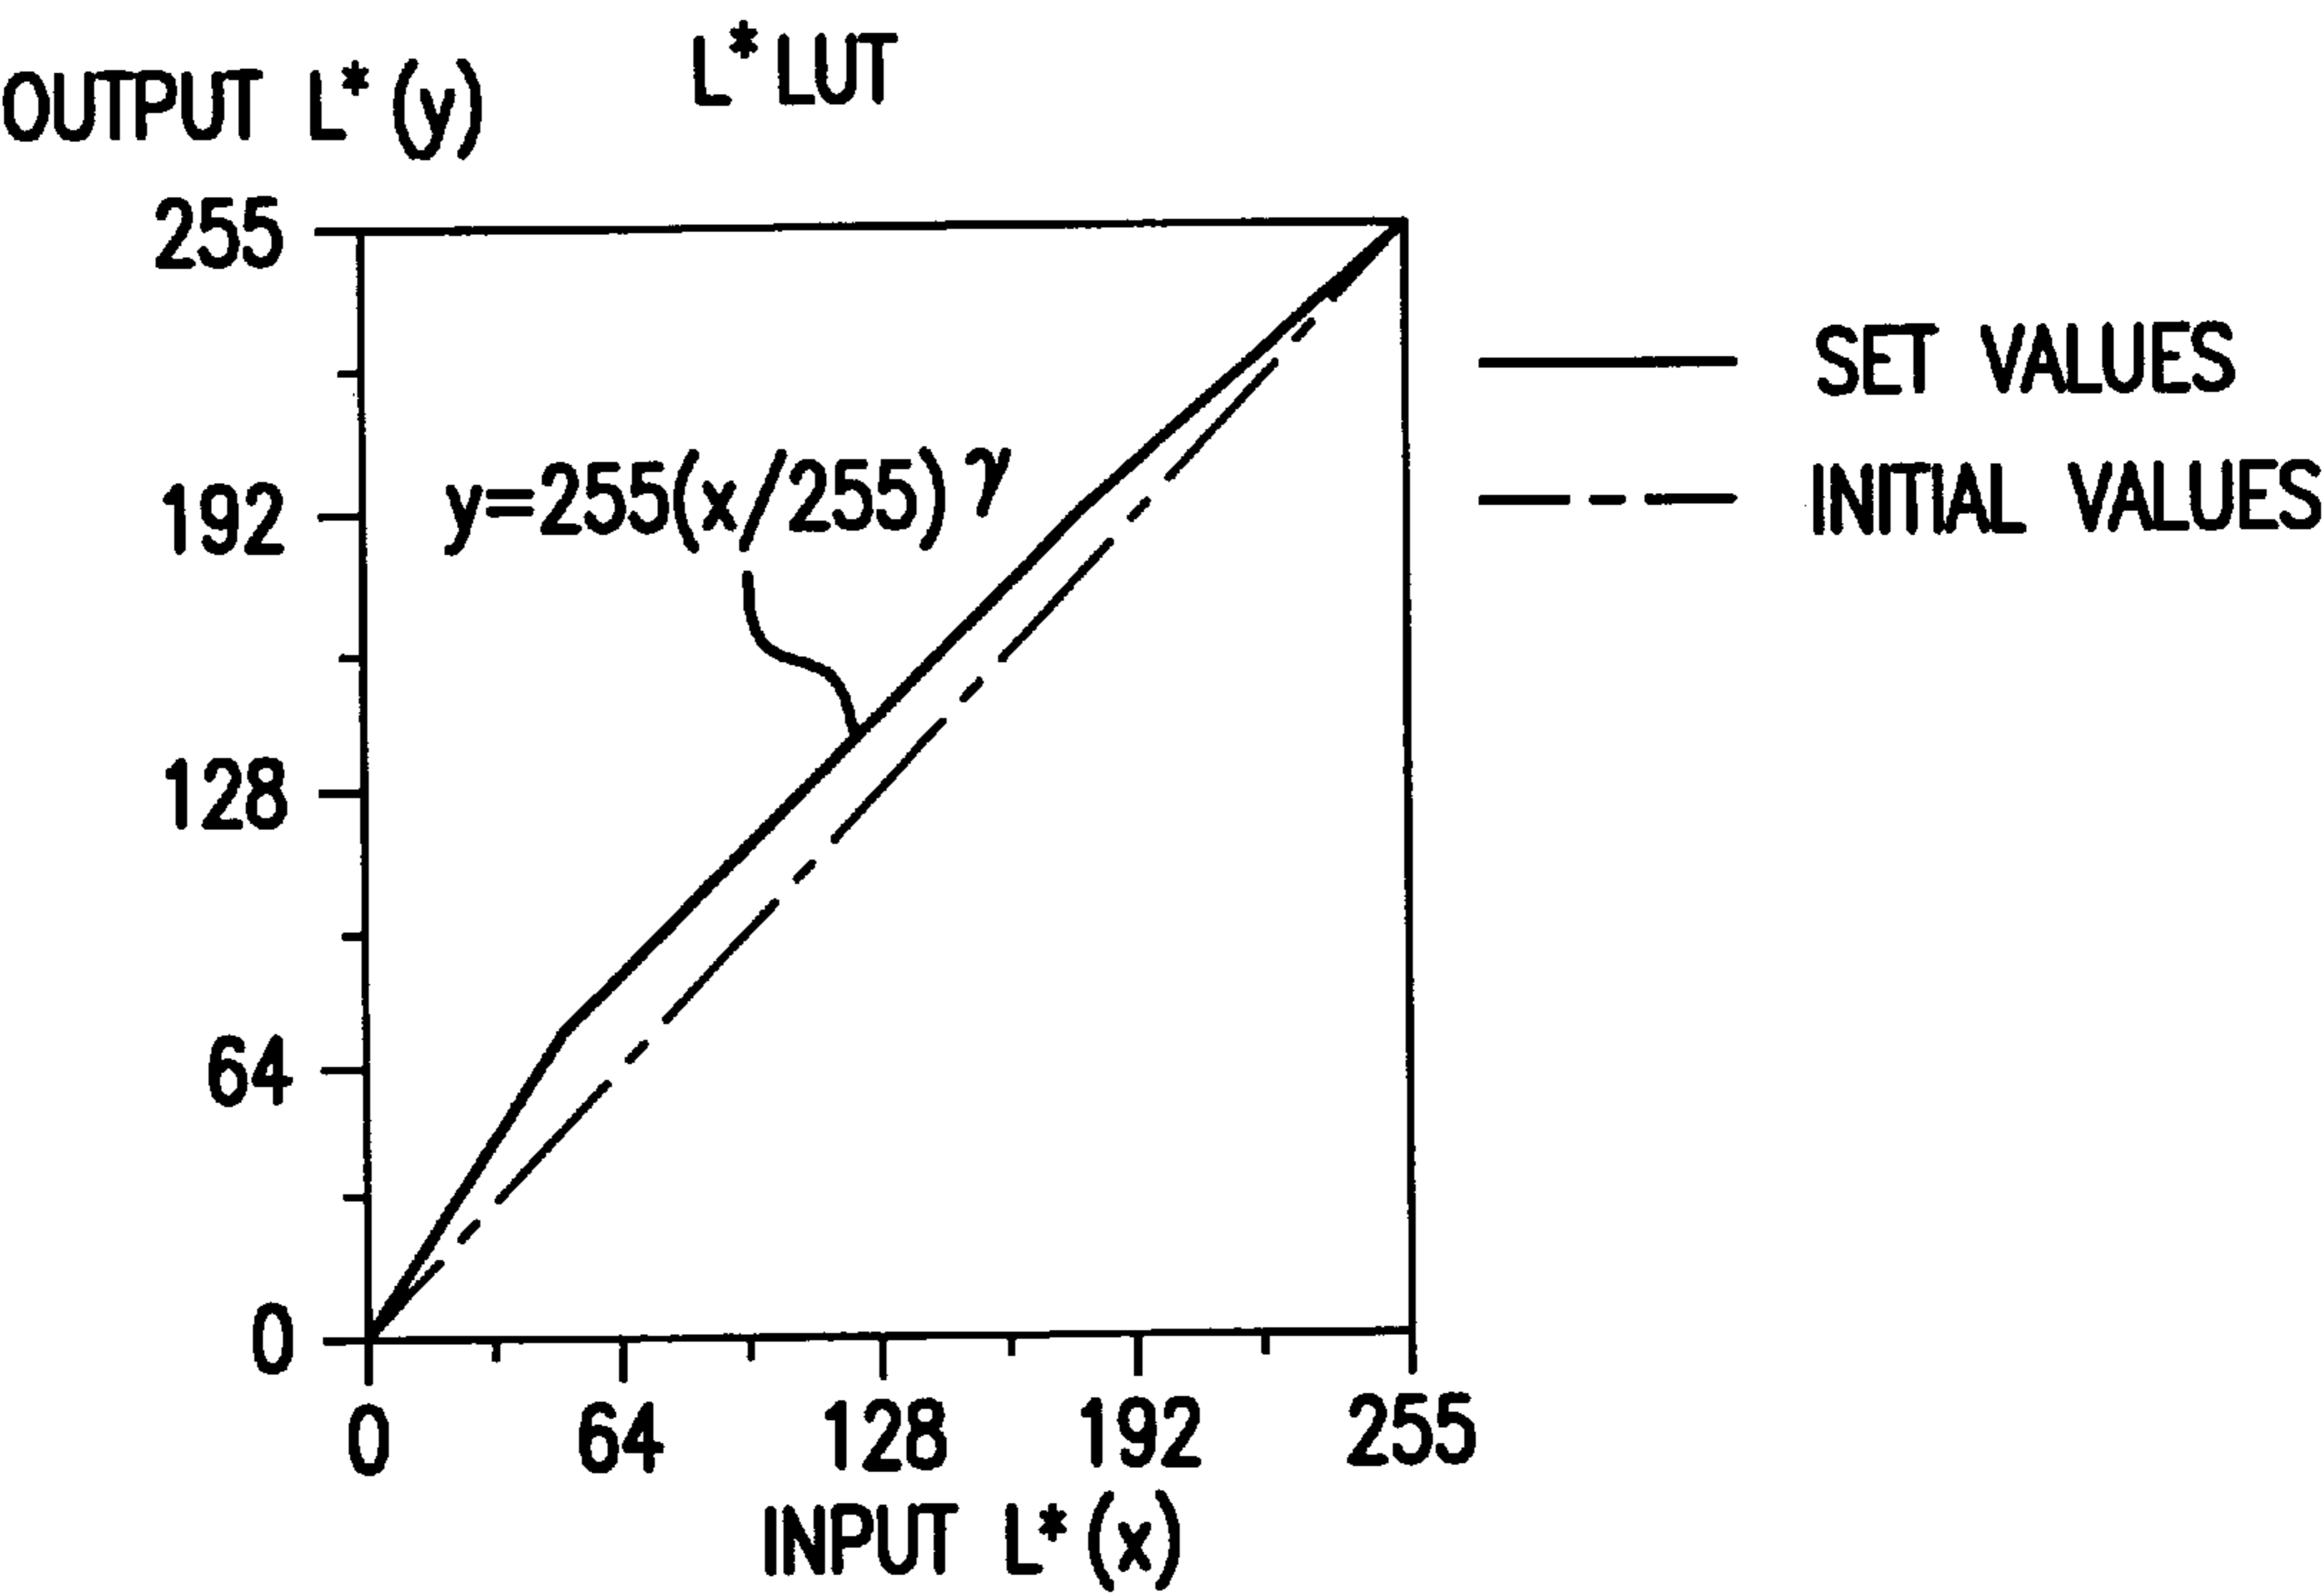 L*LUT
OUTPUT L*(y)
255
192
128
64
0
y=255(x/255)γ
SET VALUES
INITIAL VALUES
0 64 128 192 255
INPUT L*(x)